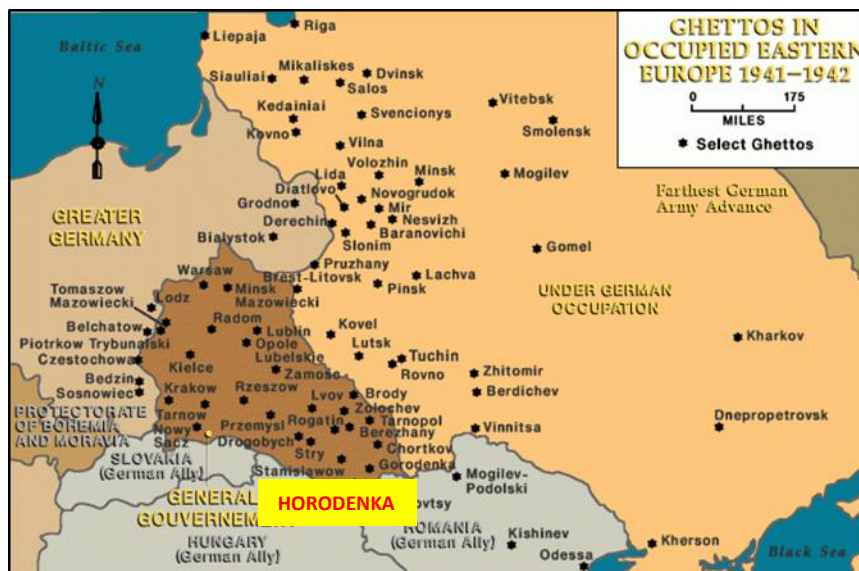 GHETTOS IN
OCCUPIED EASTERN
EUROPE 1941–1942
0 175
MILES
Select Ghettos
Baltic Sea
N
Riga
Liepaja
Mikaliskes
Dvinsk
Siauliai
Salos
Kedainiai
Svencionys
Vitebsk
Kovno
Smolensk
Vilna
Volozhin
Lida
Minsk
Mogilev
Diatlovo
Novogrudok
Farthest German
Army Advance
Grodno
Mir
Derechin
Nesvizh
GREATER
GERMANY
Baranovichi
Bialystok
Slonim
Gomel
Pruzhany
Warsaw
Brest-Litovsk
Lachva
Tomaszow
Mazowiecki
Lodz
Minsk
Mazowiecki
Pinsk
UNDER GERMAN
OCCUPATION
Belchatow
Radom
Lublin
Kovel
Piotrkow Trybunalski
Opole
Lubelskie
Lutsk
Tuchin
Kharkov
Czestochowa
Kielce
Zamosc
Rovno
Zhitomir
Bedzin
Sosnowiec
Krakow
Rzeszow
Lvov
Brody
Berdichev
PROTECTORATE
OF BOHEMIA
AND MORAVIA
Tarnow
Przemysl
Rogatin
Zolochev
Tarnopol
Vinnitsa
Dnepropetrovsk
Nowy
Sacz
Drogobych
Berezhany
SLOVAKIA
(German Ally)
Stry
Chortkov
Stanislawow
Gorodenka
Mogilev-
Podolski
GENERAL
GOUVERNEMENT
HORODENKA
ovtsy
HUNGARY
(German Ally)
ROMANIA
(German Ally)
Kishinev
Odessa
Kherson
Black Sea